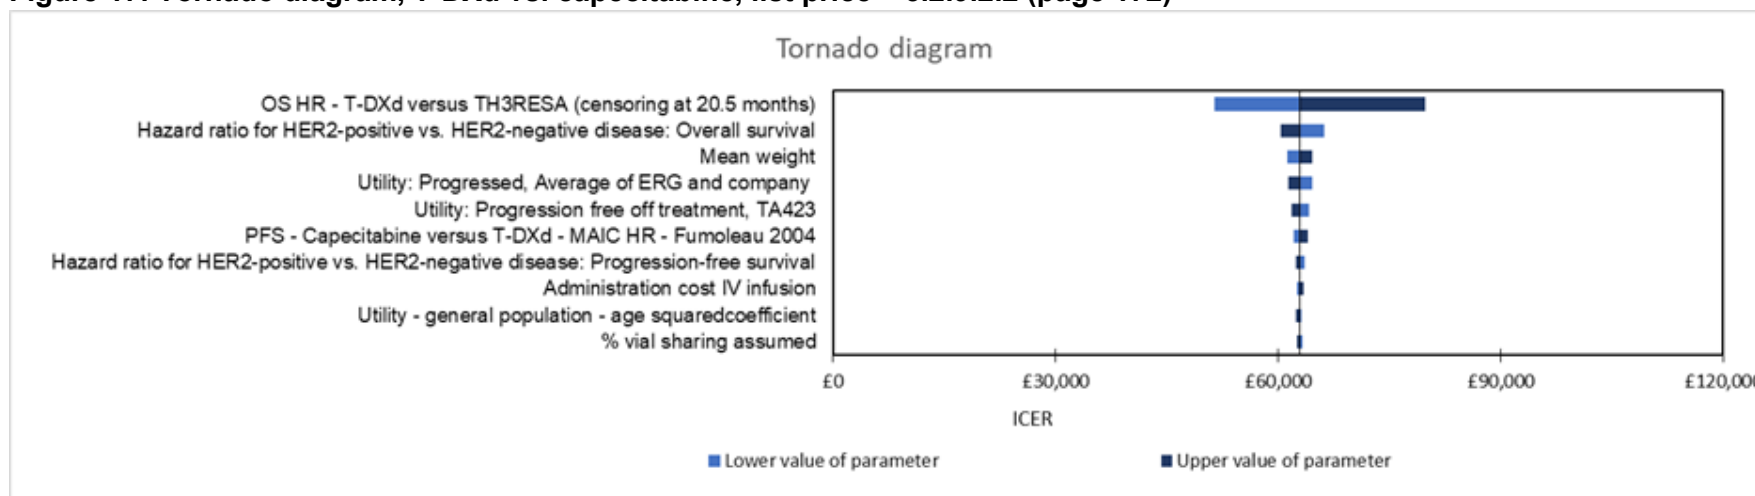 Tornado diagram
OS HR - T-DXd versus TH3RESA (censoring at 20.5 months)
Hazard ratio for HER2-positive vs. HER2-negative disease: Overall survival
Mean weight
Utility: Progressed, Average of ERG and company
Utility: Progression free off treatment, TA423
PFS - Capecitabine versus T-DXd - MAIC HR - Fumoleau 2004
Hazard ratio for HER2-positive vs. HER2-negative disease: Progression-free survival
Administration cost IV infusion
Utility - general population - age squaredcoefficient
% vial sharing assumed
£0 £30,000 £60,000 £90,000 £120,000
ICER
Lower value of parameter Upper value of parameter